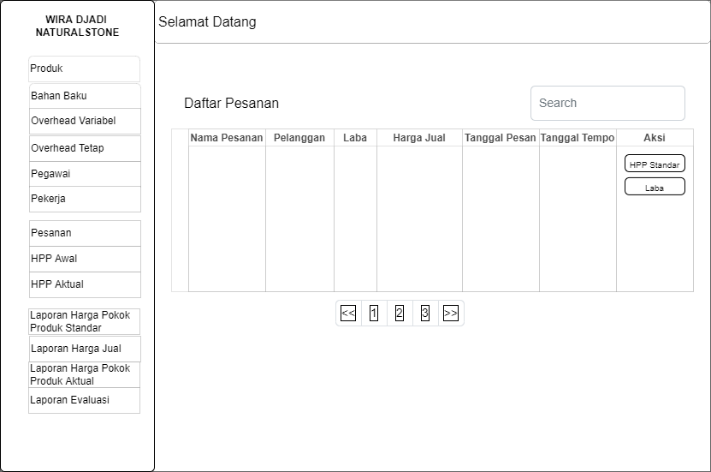 WIRA DJADI
NATURALSTONE
Selamat Datang
Produk
Bahan Baku
Overhead Variabel
Overhead Tetap
Pegawai
Pekerja
Pesanan
HPP Awal
HPP Aktual
Laporan Harga Pokok
Produk Standar
Laporan Harga Jual
Laporan Harga Pokok
Produk Aktual
Laporan Evaluasi
Daftar Pesanan
Search
Nama Pesanan Pelanggan Laba Harga Jual Tanggal Pesan Tanggal Tempo Aksi
HPP Standar
Laba
<< 1 2 3 >>